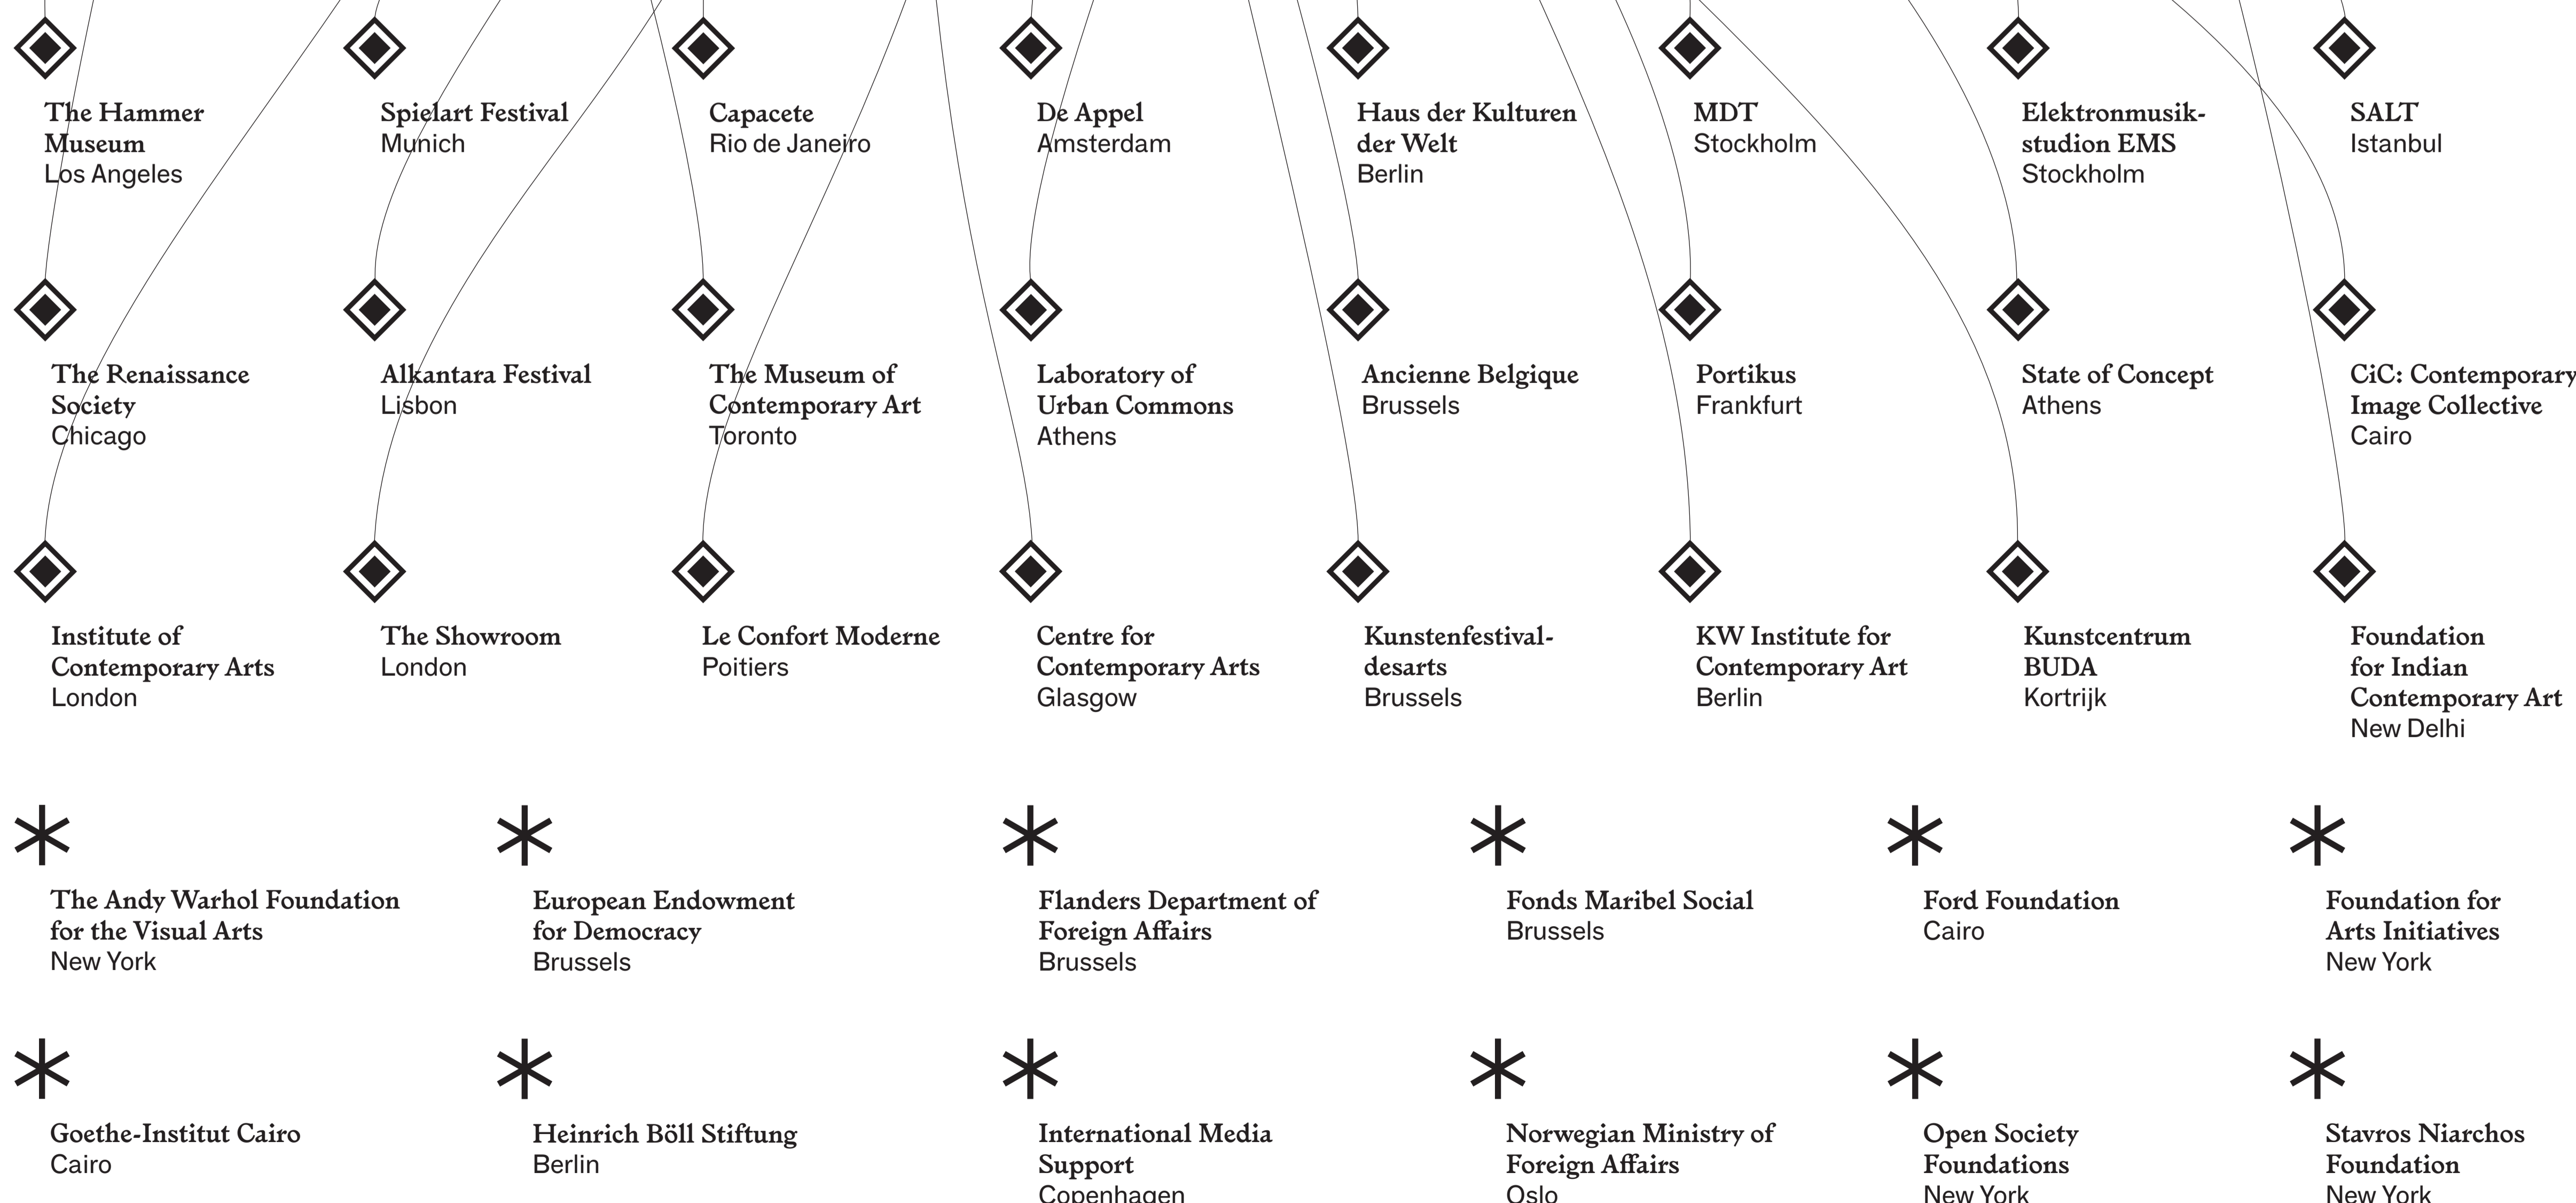 The Hammer
Museum
Los Angeles
Spielart Festival
Munich
Capacete
Rio de Janeiro
De Appel
Amsterdam
Haus der Kulturen
der Welt
Berlin
MDT
Stockholm
Elektronmusik-
studion EMS
Stockholm
SALT
Istanbul
The Renaissance
Society
Chicago
Alkantara Festival
Lisbon
The Museum of
Contemporary Art
Toronto
Laboratory of
Urban Commons
Athens
Ancienne Belgique
Brussels
Portikus
Frankfurt
State of Concept
Athens
CiC: Contemporary
Image Collective
Cairo
Institute of
Contemporary Arts
London
The Showroom
London
Le Confort Moderne
Poitiers
Centre for
Contemporary Arts
Glasgow
Kunstenfestival-
desarts
Brussels
KW Institute for
Contemporary Art
Berlin
Kunstcentrum
BUDA
Kortrijk
Foundation
for Indian
Contemporary Art
New Delhi
The Andy Warhol Foundation
for the Visual Arts
New York
European Endowment
for Democracy
Brussels
Flanders Department of
Foreign Affairs
Brussels
Fonds Maribel Social
Brussels
Ford Foundation
Cairo
Foundation for
Arts Initiatives
New York
Goethe-Institut Cairo
Cairo
Heinrich Böll Stiftung
Berlin
International Media
Support
Copenhagen
Norwegian Ministry of
Foreign Affairs
Oslo
Open Society
Foundations
New York
Stavros Niarchos
Foundation
New York